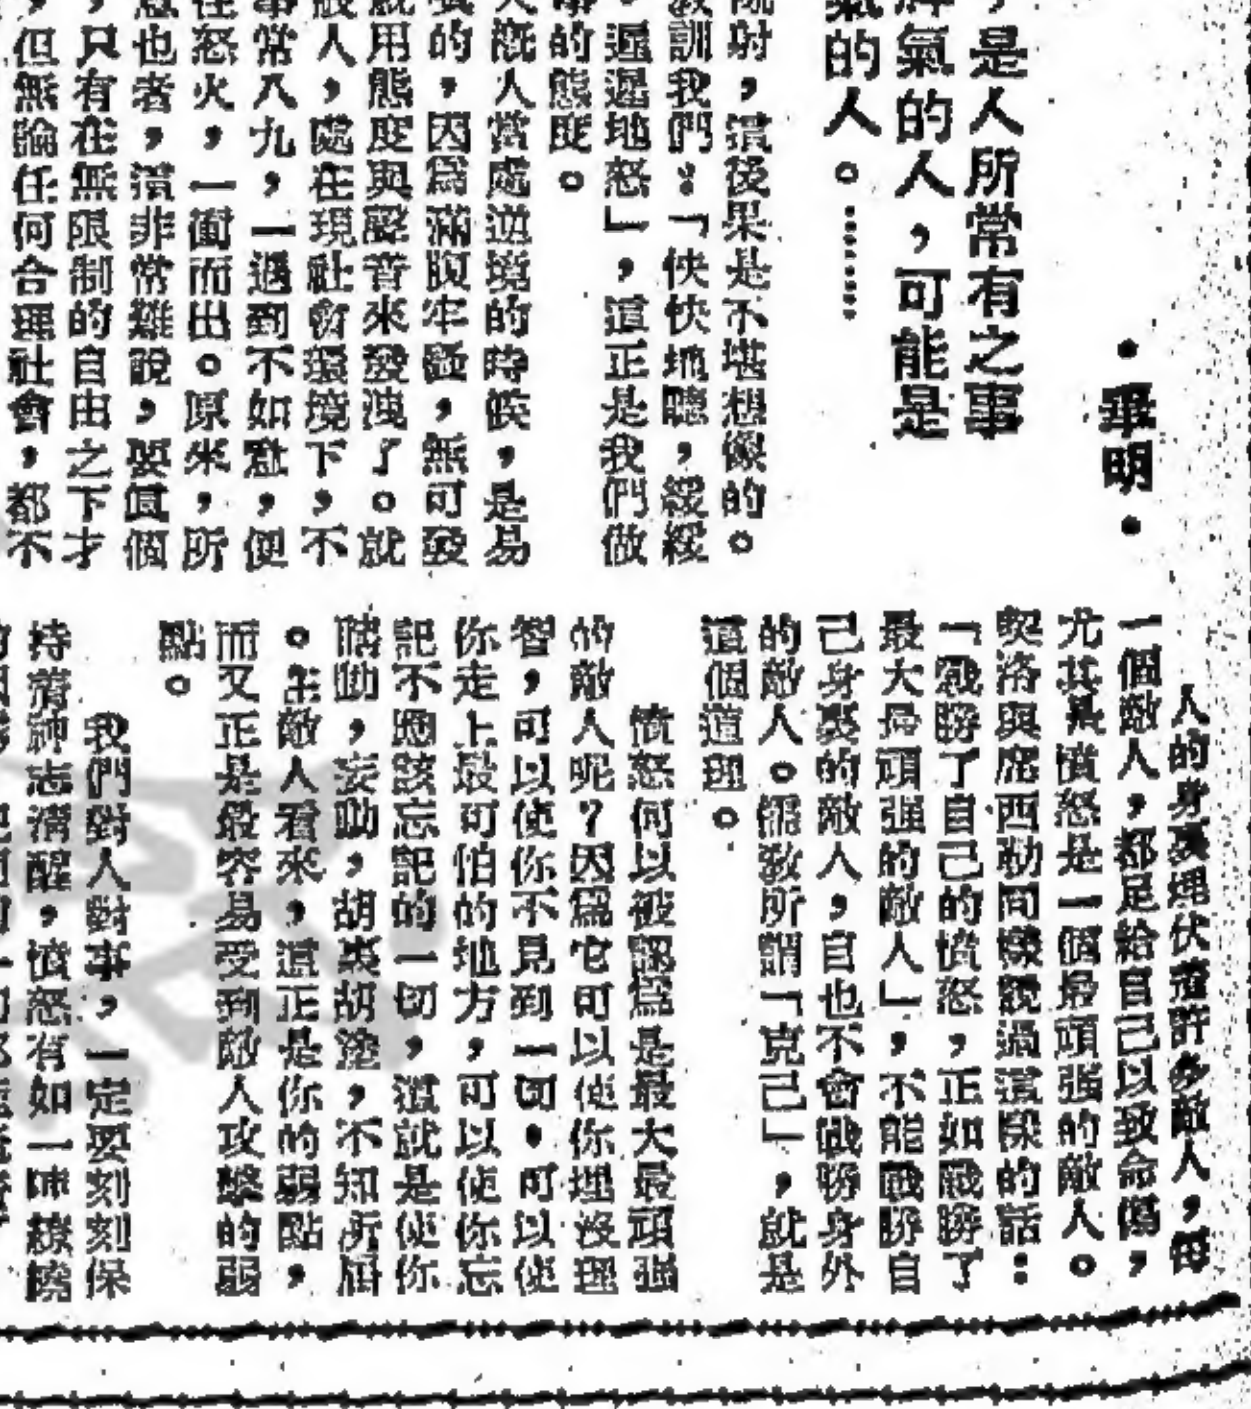 ，是人所常有之事
脾氣的人，可能是
氣的人。………
·畢明·
射，這後果是不堪想像的。
教訓我們：「快快地聽，緩緩
遲遲地怒」，這正是我們做
事的態度。
大概人當處逆境的時候，是易
的，因爲滿腹牢騷，無可發
就用態度與聲音來發洩了。就
般人，處在現社會環境下，不
事常八九，一遇到不如意，便
在怒火，一衝而出。原來，所
意也者，談非常難說，要個
，只有在無限制的自由之下才
，但無論任何合理社會，都不
人的身裏埋伏着許多敵人，每
一個敵人，都足給自己以致命傷，
尤其是憤怒是一個最頑强的敵人。
契洛與席西勒同樣說過這樣的話：
「戰勝了自己的憤怒，正如戰勝了
最大最頑强的敵人」，不能戰勝自
己身裏的敵人，自也不會戰勝身外
的敵人。儒敎所謂「克己」，就是
這個道理。
憤怒何以被認爲是最大最頑强
的敵人呢？因爲它可以使你埋沒理
智，可以使你不見到一切，可以使
你走上最可怕的地方，可以使你忘
記不應該忘記的一切，這就是使你
瞎動，妄動，胡裏胡塗，不知所屆
。在敵人看來，這正是你的弱點，
而又正是最容易受到敵人攻擊的弱
點。
我們對人對事，一定要刻刻保
持着神志清醒，憤怒有如一陣繚繞